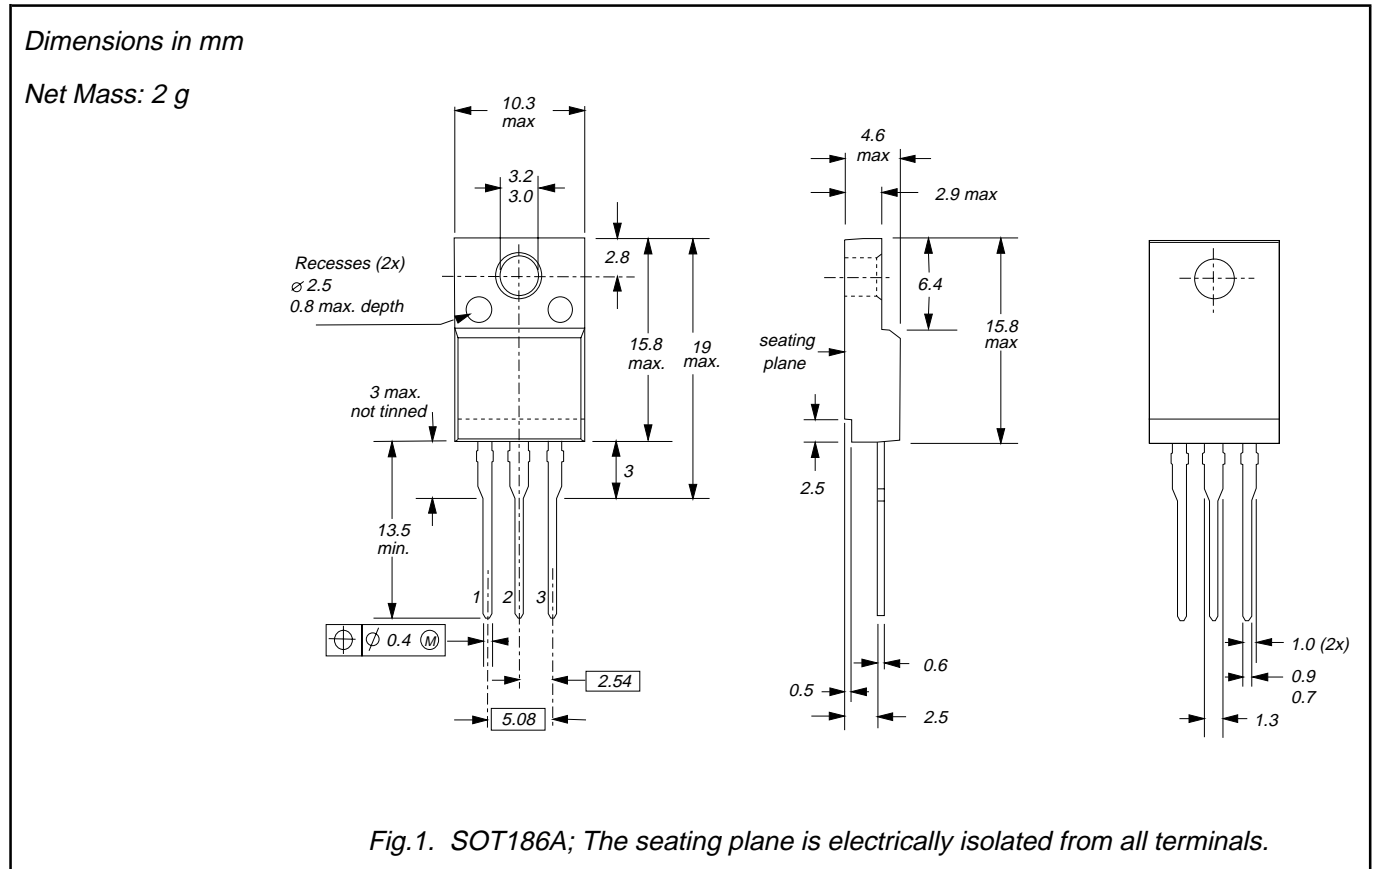 Dimensions in mm
Net Mass: 2 g
10.3
max
3.2
3.0
2.8
Recesses (2x)
⌀ 2.5
0.8 max. depth
15.8
max.
19
max.
3 max.
not tinned
3
13.5
min.
1 2 3
⌀ 0.4 Ⓜ
2.54
5.08
4.6
max
2.9 max
6.4
15.8
max
seating
plane
2.5
0.6
0.5
2.5
1.0 (2x)
0.9
0.7
1.3
Fig.1. SOT186A; The seating plane is electrically isolated from all terminals.